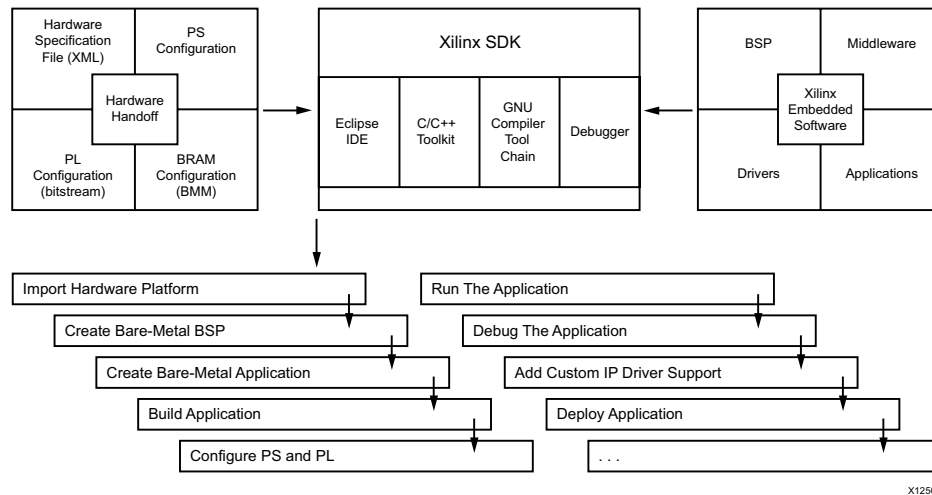 Hardware
Specification
File (XML)
PS
Configuration
Hardware
Handoff
PL
Configuration
(bitstream)
BRAM
Configuration
(BMM)
Xilinx SDK
Eclipse
IDE
C/C++
Toolkit
GNU
Compiler
Tool
Chain
Debugger
BSP
Middleware
Xilinx
Embedded
Software
Drivers
Applications
Import Hardware Platform
Create Bare-Metal BSP
Create Bare-Metal Application
Build Application
Configure PS and PL
Run The Application
Debug The Application
Add Custom IP Driver Support
Deploy Application
. . .